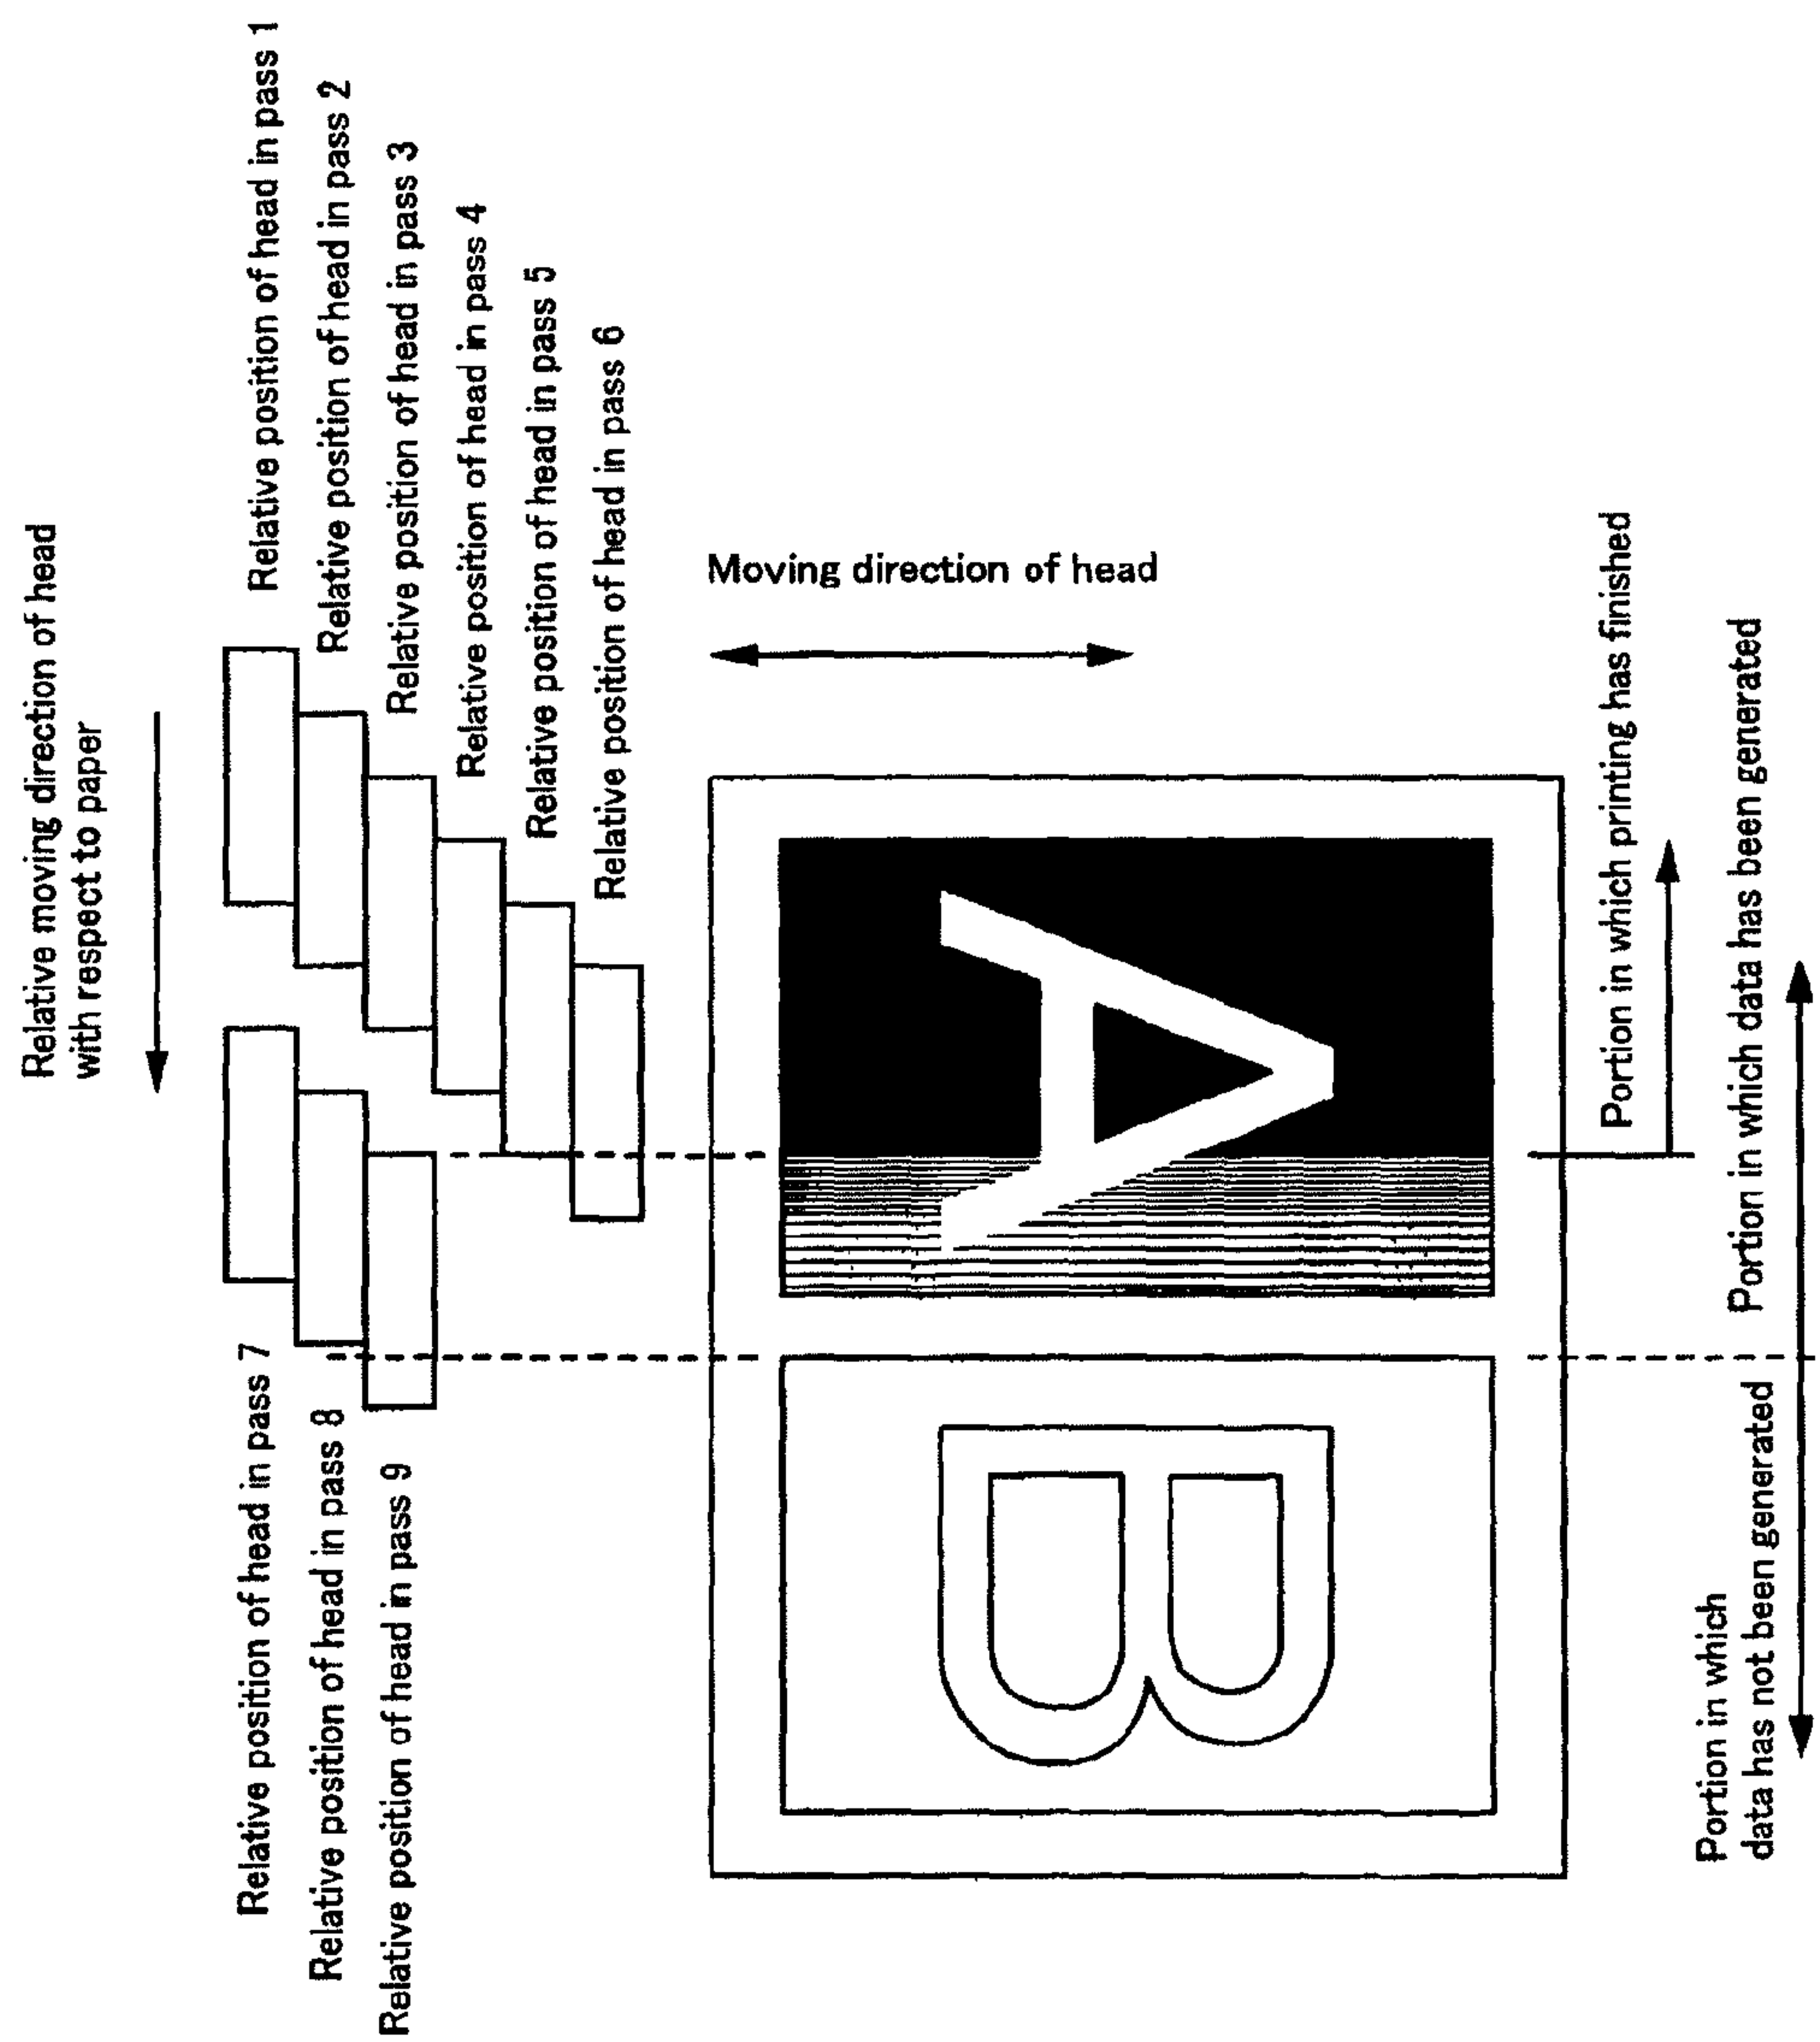 Relative moving direction of head
with respect to paper
Relative position of head in pass 1
Relative position of head in pass 2
Relative position of head in pass 3
Relative position of head in pass 4
Relative position of head in pass 5
Relative position of head in pass 6
Relative position of head in pass 7
Relative position of head in pass 8
Relative position of head in pass 9
Moving direction of head
A
B
Portion in which printing has finished
Portion in which data has been generated
Portion in which
data has not been generated